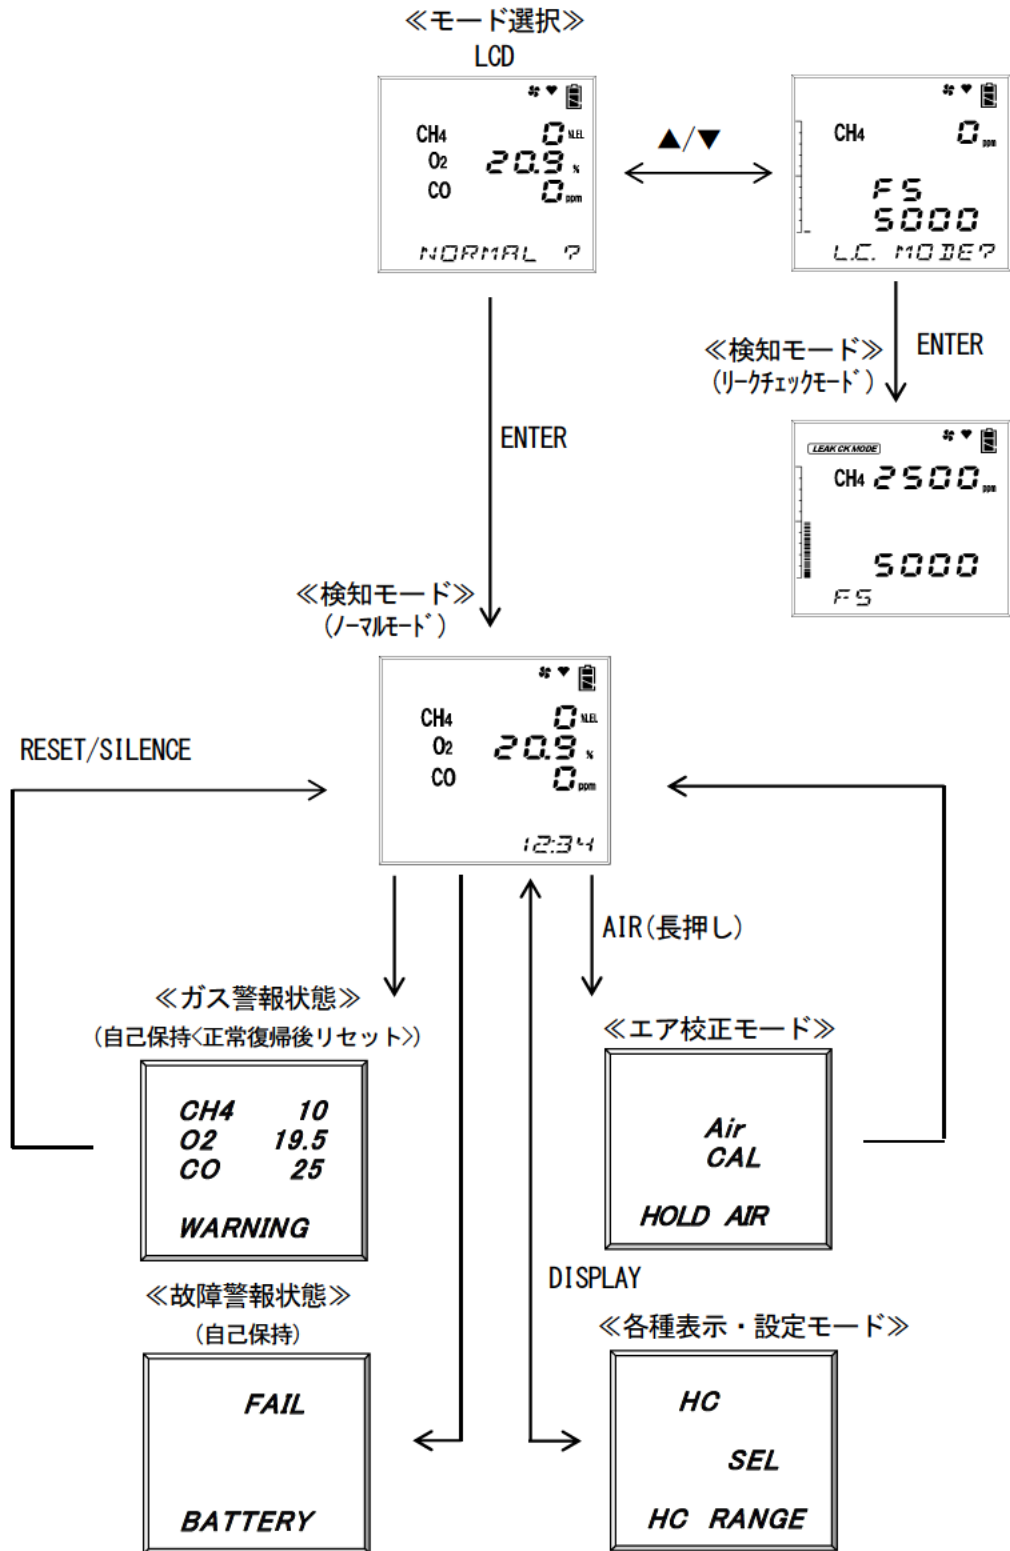 ≪モード選択≫
LCD
CH4 0 %LEL
O2 20.9 %
CO 0 ppm
NORMAL ?
▲/▼
CH4 0 ppm
FS
5000
L.C. MODE?
ENTER
≪検知モード≫
(ﾘｰｸﾁｪｯｸﾓｰﾄﾞ)
ENTER
LEAK CK MODE
CH4 2500 ppm
5000
FS
≪検知モード≫
(ﾉｰﾏﾙﾓｰﾄﾞ)
CH4 0 %LEL
O2 20.9 %
CO 0 ppm
12:34
RESET/SILENCE
AIR(長押し)
≪ガス警報状態≫
(自己保持<正常復帰後リセット>)
CH4 10
O2 19.5
CO 25
WARNING
≪エア校正モード≫
Air
CAL
HOLD AIR
DISPLAY
≪故障警報状態≫
(自己保持)
FAIL
BATTERY
≪各種表示・設定モード≫
HC
SEL
HC RANGE